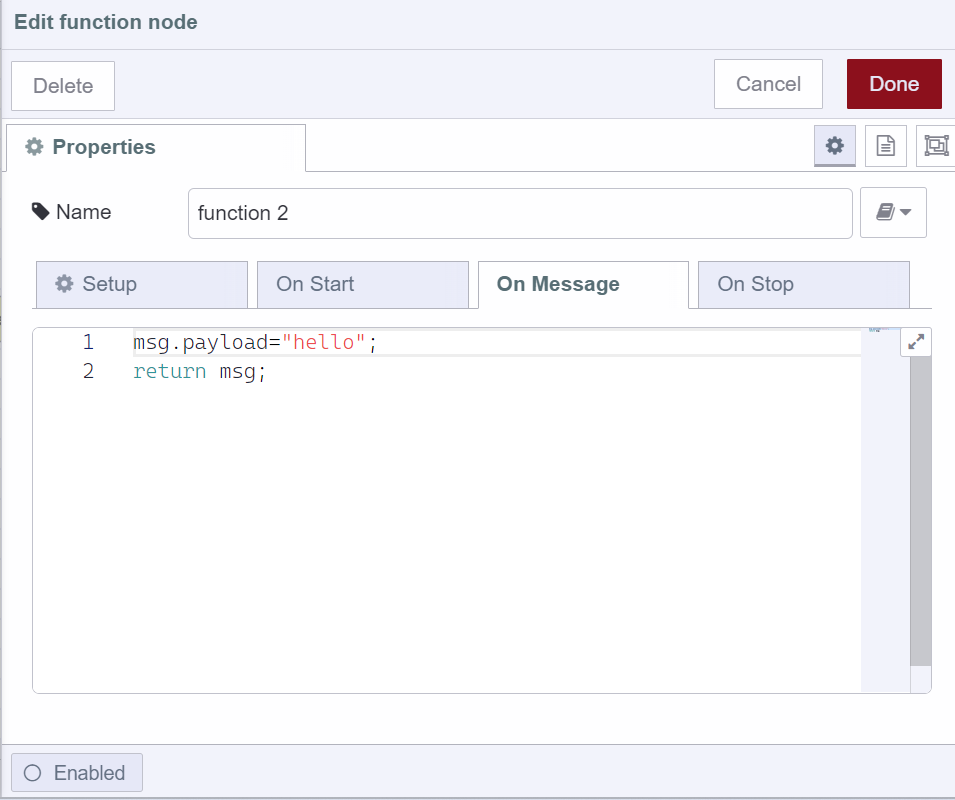 Edit function node
Delete
Cancel
Done
Properties
Name
function 2
Setup
On Start
On Message
On Stop
1 msg.payload="hello";
2 return msg;
Enabled